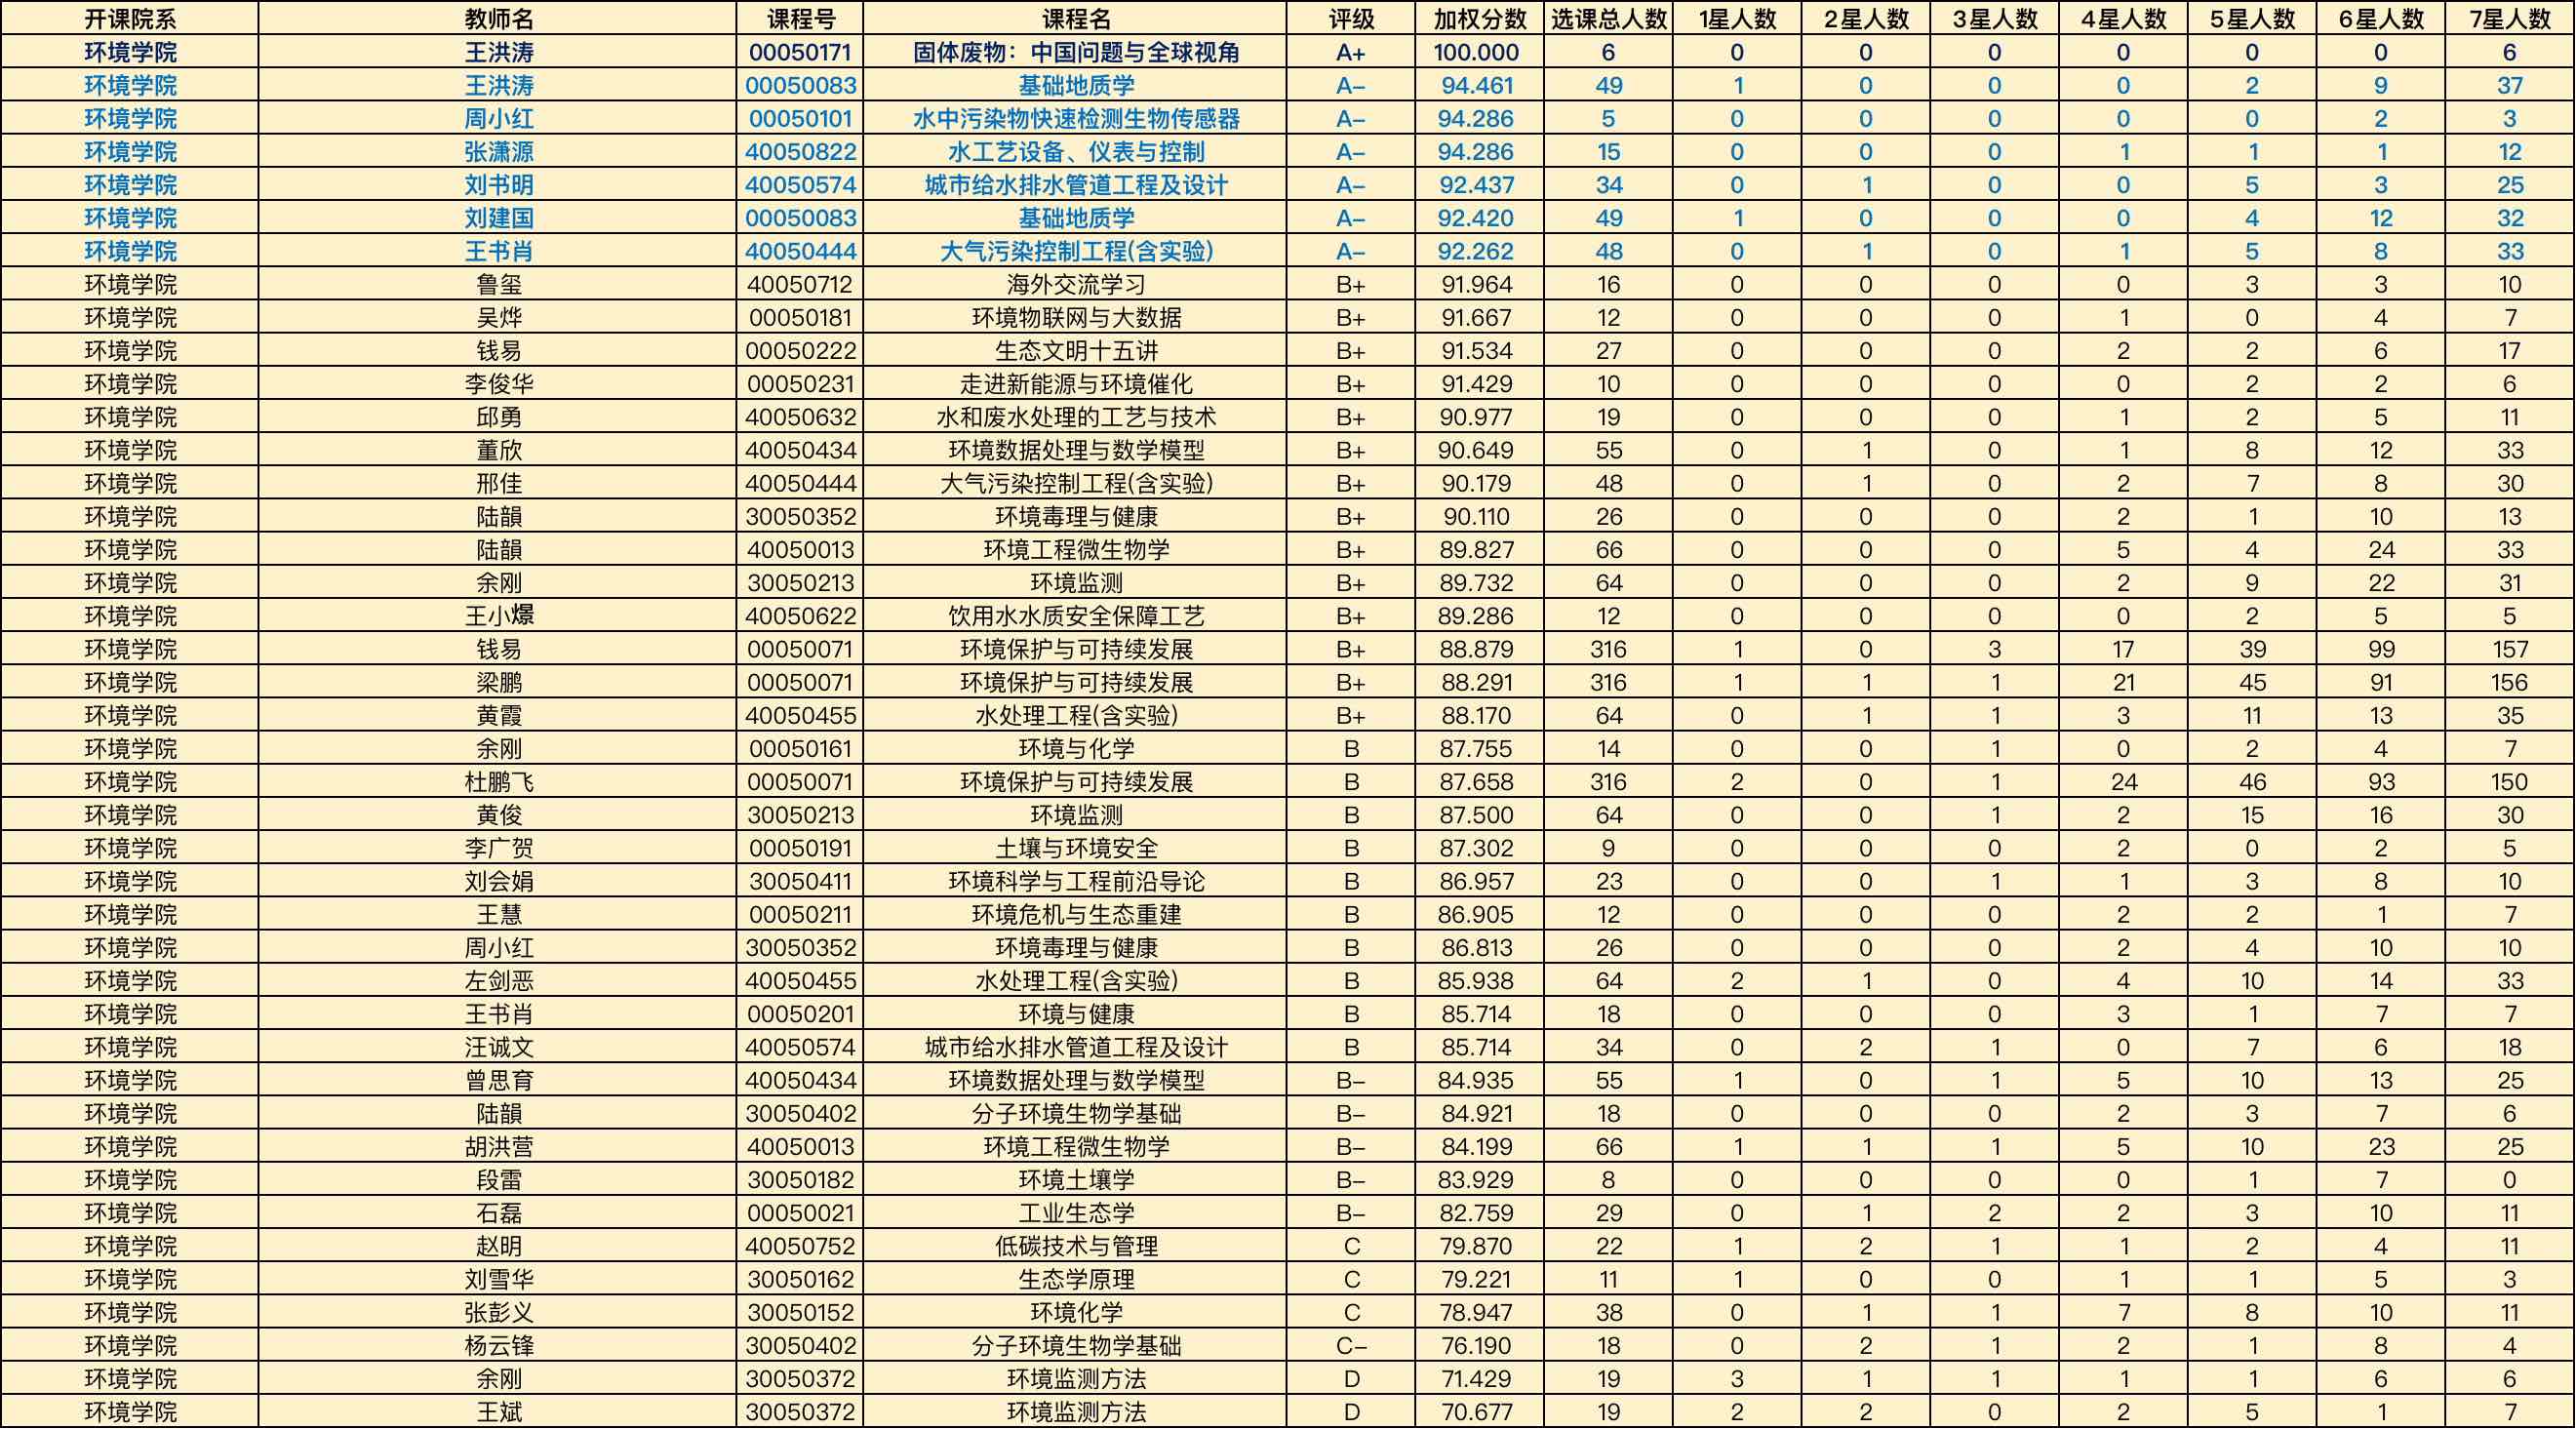 开课院系 教师名 课程号 课程名 评级 加权分数 选课总人数 1星人数 2星人数 3星人数 4星人数 5星人数 6星人数 7星人数
环境学院 王洪涛 00050171 固体废物：中国问题与全球视角 A+ 100.000 6 0 0 0 0 0 0 6
环境学院 王洪涛 00050083 基础地质学 A- 94.461 49 1 0 0 0 2 9 37
环境学院 周小红 00050101 水中污染物快速检测生物传感器 A- 94.286 5 0 0 0 0 0 2 3
环境学院 张潇源 40050822 水工艺设备、仪表与控制 A- 94.286 15 0 0 0 1 1 1 12
环境学院 刘书明 40050574 城市给水排水管道工程及设计 A- 92.437 34 0 1 0 0 5 3 25
环境学院 刘建国 00050083 基础地质学 A- 92.420 49 1 0 0 0 4 12 32
环境学院 王书肖 40050444 大气污染控制工程(含实验) A- 92.262 48 0 1 0 1 5 8 33
环境学院 鲁玺 40050712 海外交流学习 B+ 91.964 16 0 0 0 0 3 3 10
环境学院 吴烨 00050181 环境物联网与大数据 B+ 91.667 12 0 0 0 1 0 4 7
环境学院 钱易 00050222 生态文明十五讲 B+ 91.534 27 0 0 0 2 2 6 17
环境学院 李俊华 00050231 走进新能源与环境催化 B+ 91.429 10 0 0 0 0 2 2 6
环境学院 邱勇 40050632 水和废水处理的工艺与技术 B+ 90.977 19 0 0 0 1 2 5 11
环境学院 董欣 40050434 环境数据处理与数学模型 B+ 90.649 55 0 1 0 1 8 12 33
环境学院 邢佳 40050444 大气污染控制工程(含实验) B+ 90.179 48 0 1 0 2 7 8 30
环境学院 陆韻 30050352 环境毒理与健康 B+ 90.110 26 0 0 0 2 1 10 13
环境学院 陆韻 40050013 环境工程微生物学 B+ 89.827 66 0 0 0 5 4 24 33
环境学院 余刚 30050213 环境监测 B+ 89.732 64 0 0 0 2 9 22 31
环境学院 王小㬌 40050622 饮用水水质安全保障工艺 B+ 89.286 12 0 0 0 0 2 5 5
环境学院 钱易 00050071 环境保护与可持续发展 B+ 88.879 316 1 0 3 17 39 99 157
环境学院 梁鹏 00050071 环境保护与可持续发展 B+ 88.291 316 1 1 1 21 45 91 156
环境学院 黄霞 40050455 水处理工程(含实验) B+ 88.170 64 0 1 1 3 11 13 35
环境学院 余刚 00050161 环境与化学 B 87.755 14 0 0 1 0 2 4 7
环境学院 杜鹏飞 00050071 环境保护与可持续发展 B 87.658 316 2 0 1 24 46 93 150
环境学院 黄俊 30050213 环境监测 B 87.500 64 0 0 1 2 15 16 30
环境学院 李广贺 00050191 土壤与环境安全 B 87.302 9 0 0 0 2 0 2 5
环境学院 刘会娟 30050411 环境科学与工程前沿导论 B 86.957 23 0 0 1 1 3 8 10
环境学院 王慧 00050211 环境危机与生态重建 B 86.905 12 0 0 0 2 2 1 7
环境学院 周小红 30050352 环境毒理与健康 B 86.813 26 0 0 0 2 4 10 10
环境学院 左剑恶 40050455 水处理工程(含实验) B 85.938 64 2 1 0 4 10 14 33
环境学院 王书肖 00050201 环境与健康 B 85.714 18 0 0 0 3 1 7 7
环境学院 汪诚文 40050574 城市给水排水管道工程及设计 B 85.714 34 0 2 1 0 7 6 18
环境学院 曾思育 40050434 环境数据处理与数学模型 B- 84.935 55 1 0 1 5 10 13 25
环境学院 陆韻 30050402 分子环境生物学基础 B- 84.921 18 0 0 0 2 3 7 6
环境学院 胡洪营 40050013 环境工程微生物学 B- 84.199 66 1 1 1 5 10 23 25
环境学院 段雷 30050182 环境土壤学 B- 83.929 8 0 0 0 0 1 7 0
环境学院 石磊 00050021 工业生态学 B- 82.759 29 0 1 2 2 3 10 11
环境学院 赵明 40050752 低碳技术与管理 C 79.870 22 1 2 1 1 2 4 11
环境学院 刘雪华 30050162 生态学原理 C 79.221 11 1 0 0 1 1 5 3
环境学院 张彭义 30050152 环境化学 C 78.947 38 0 1 1 7 8 10 11
环境学院 杨云锋 30050402 分子环境生物学基础 C- 76.190 18 0 2 1 2 1 8 4
环境学院 余刚 30050372 环境监测方法 D 71.429 19 3 1 1 1 1 6 6
环境学院 王斌 30050372 环境监测方法 D 70.677 19 2 2 0 2 5 1 7